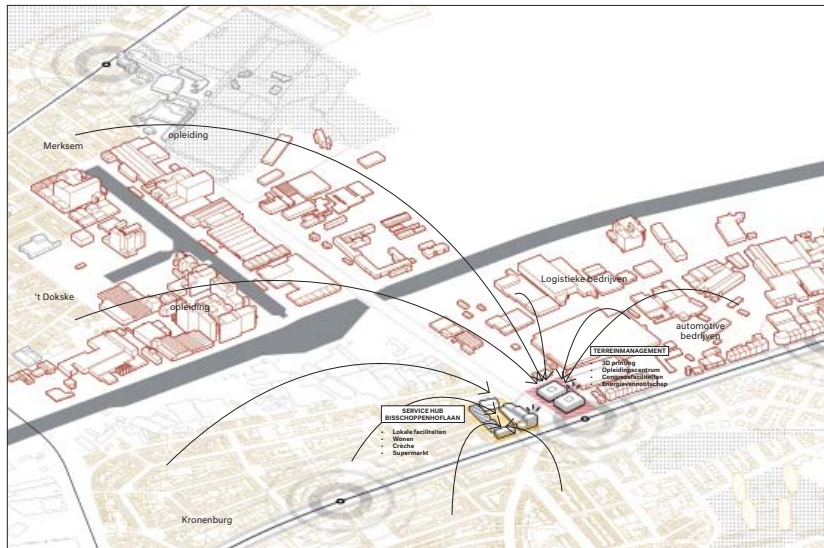 opleiding
Merksem
't Dokske
opleiding
Logistieke bedrijven
automotive
bedrijven
TERREINMANAGEMENT
- 3D printing
- Opleidingscentrum
- Congresfaciliteiten
- Energievennootschap
SERVICE HUB
BISSCHOPPENHOFLAAN
- Lokale faciliteiten
- Wonen
- Crèche
- Supermarkt
Kronenburg